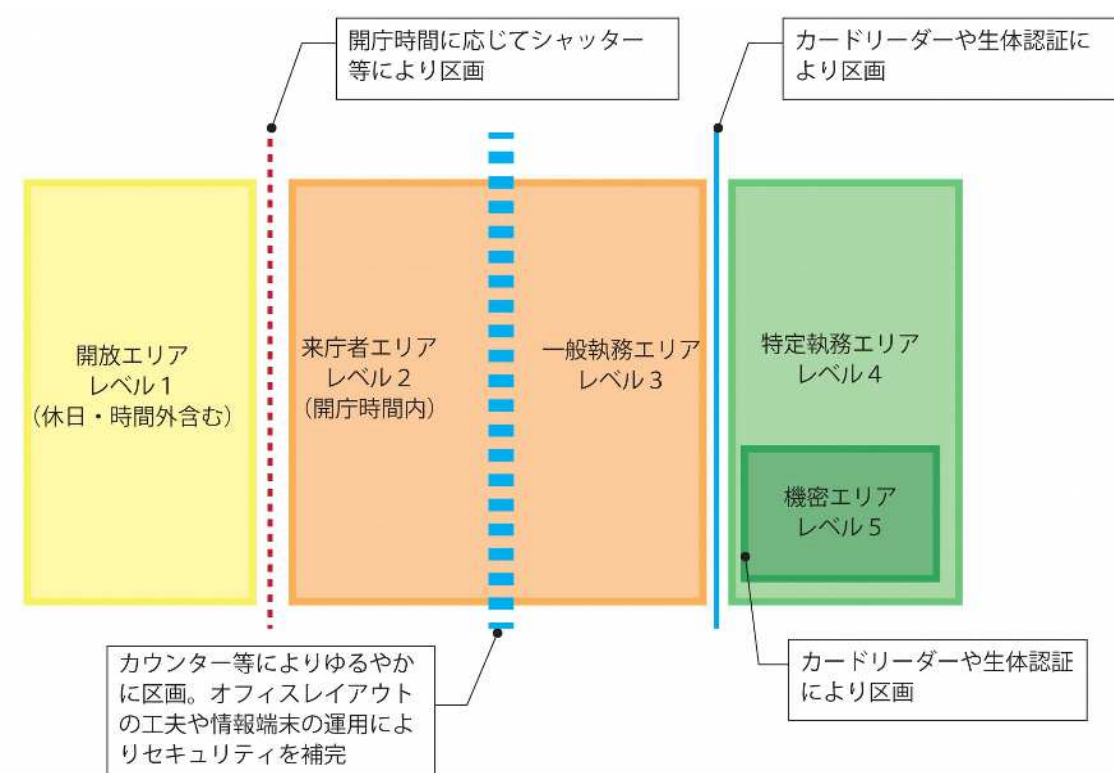 開庁時間に応じてシャッター
等により区画
カードリーダーや生体認証に
より区画
開放エリア
レベル１
（休日・時間外含む）
来庁者エリア
レベル２
（開庁時間内）
一般執務エリア
レベル３
特定執務エリア
レベル４
機密エリア
レベル５
カウンター等によりゆるやか
に区画。オフィスレイアウト
の工夫や情報端末の運用によ
りセキュリティを補完
カードリーダーや生体認証
により区画